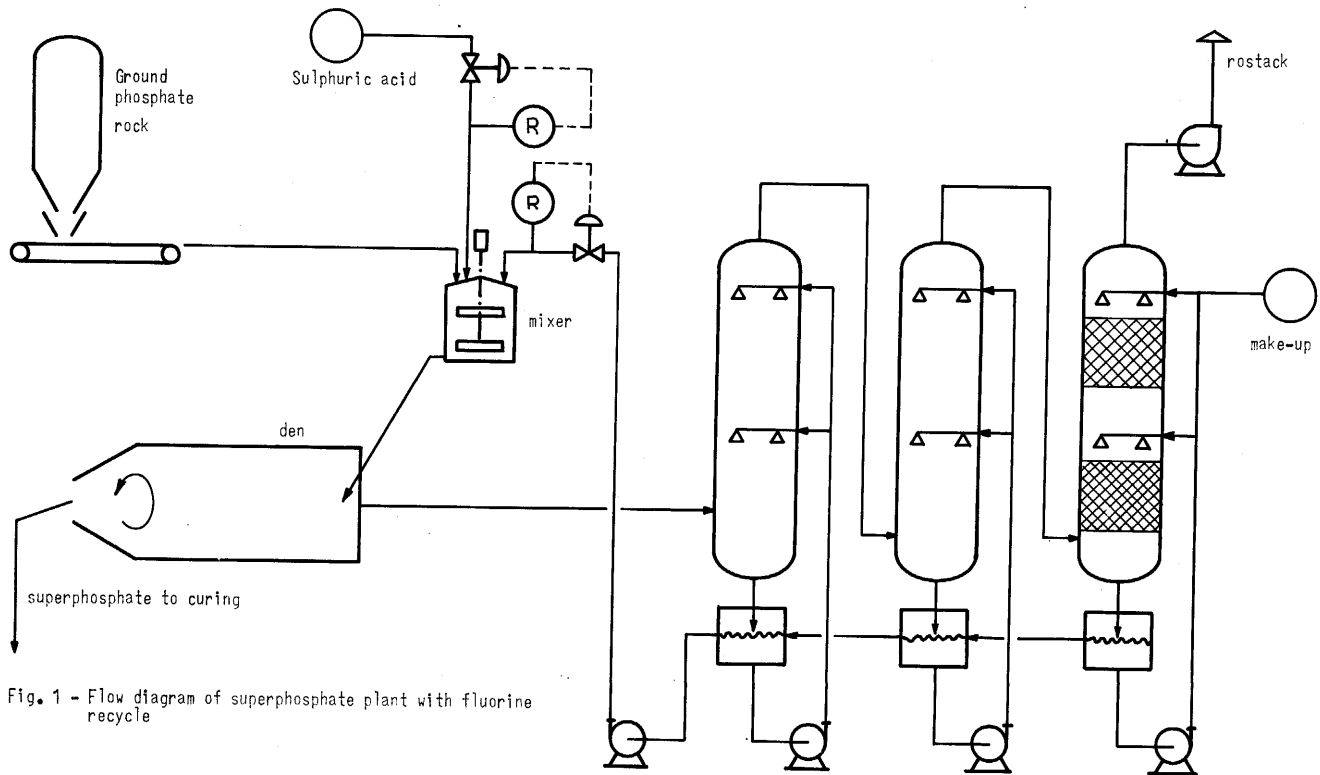 Ground
phosphate
rock
Sulphuric acid
R
R
mixer
den
superphosphate to curing
rostack
make-up
Fig. 1 - Flow diagram of superphosphate plant with fluorine
recycle